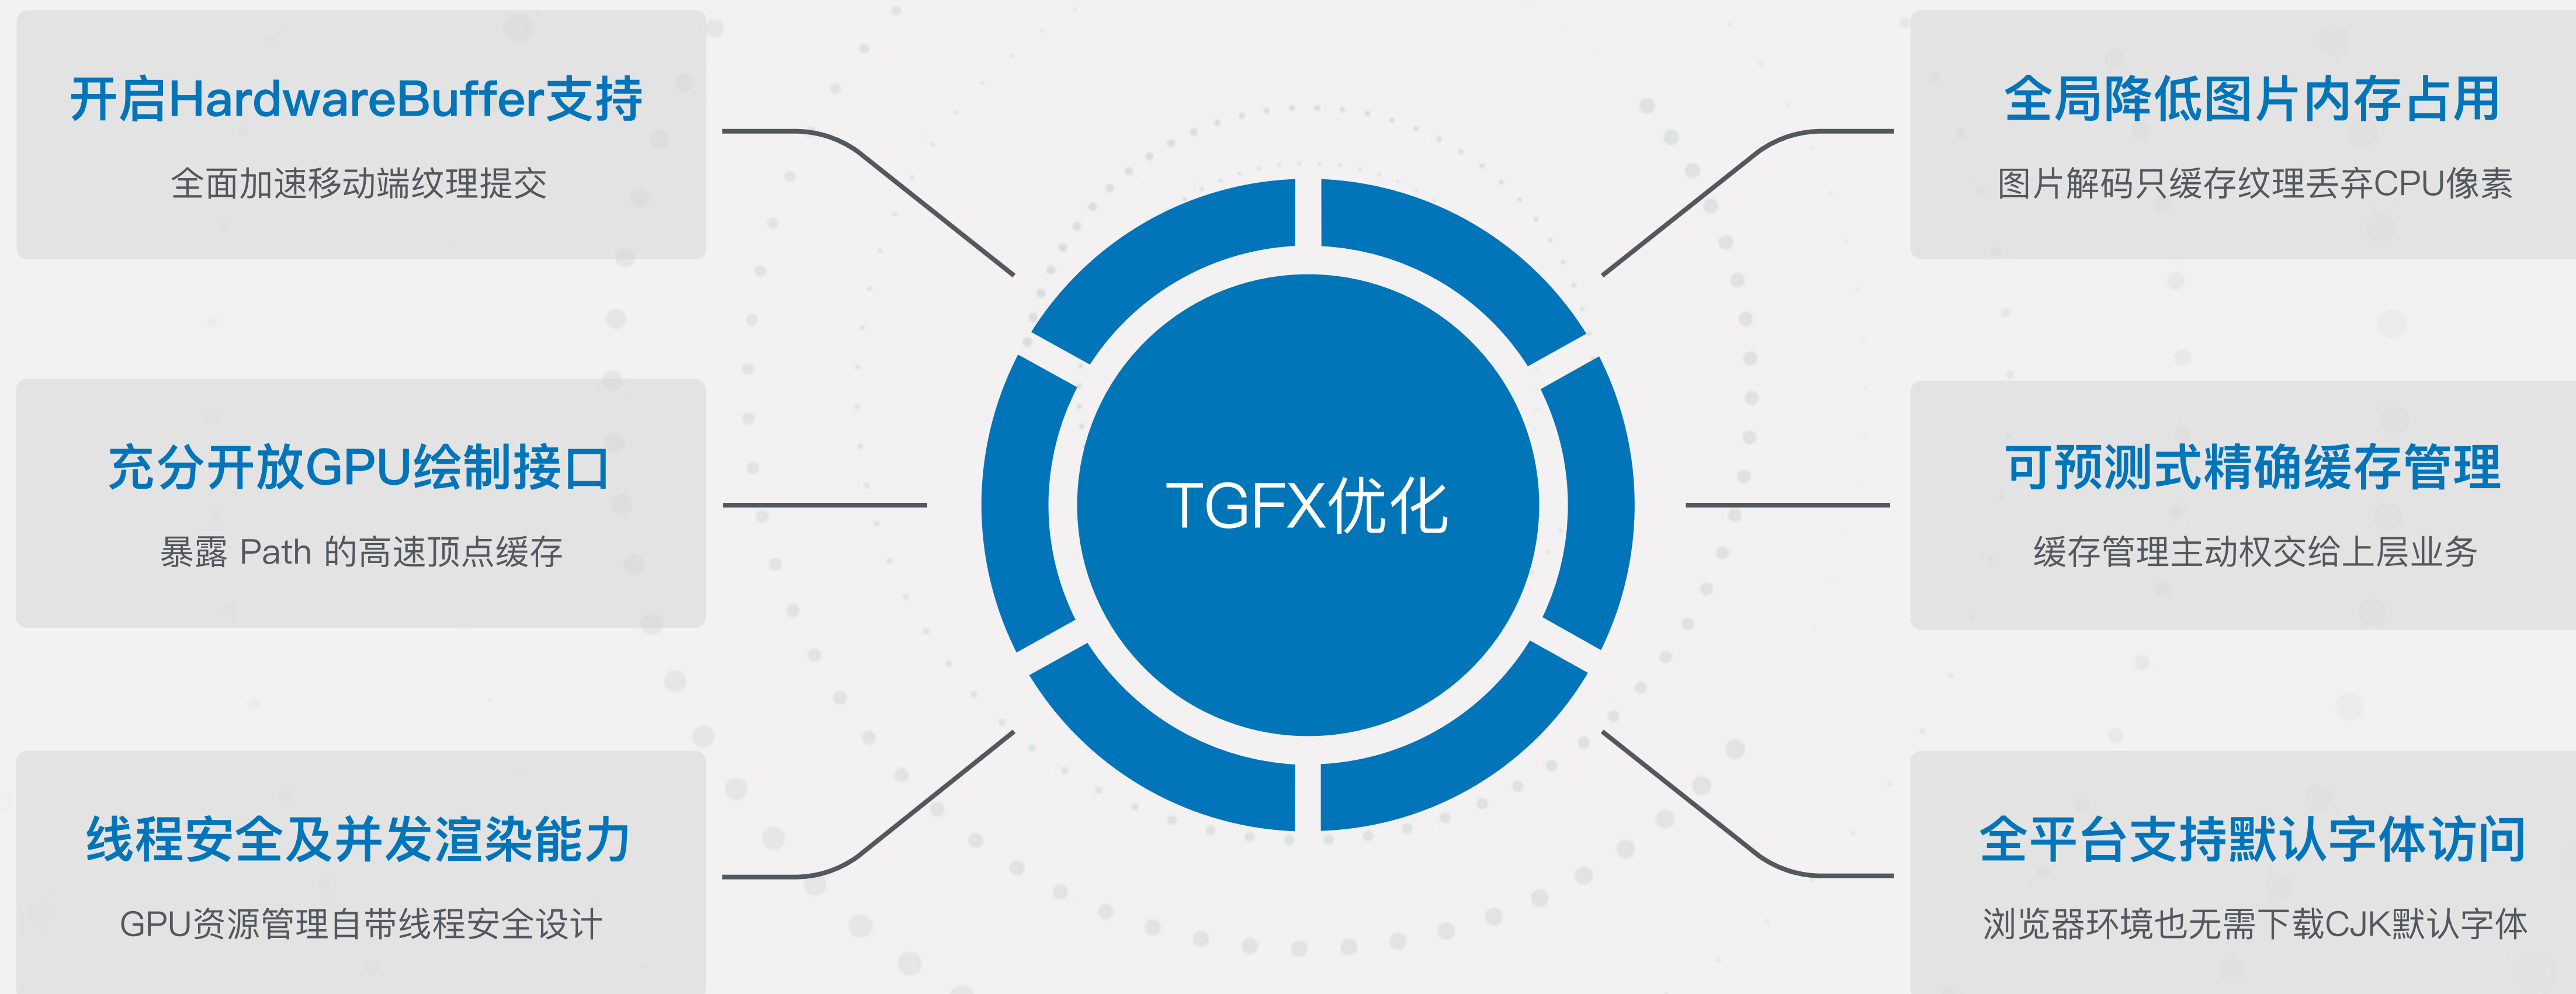 开启HardwareBuffer支持
全面加速移动端纹理提交
充分开放GPU绘制接口
暴露 Path 的高速顶点缓存
线程安全及并发渲染能力
GPU资源管理自带线程安全设计
TGFX优化
全局降低图片内存占用
图片解码只缓存纹理丢弃CPU像素
可预测式精确缓存管理
缓存管理主动权交给上层业务
全平台支持默认字体访问
浏览器环境也无需下载CJK默认字体